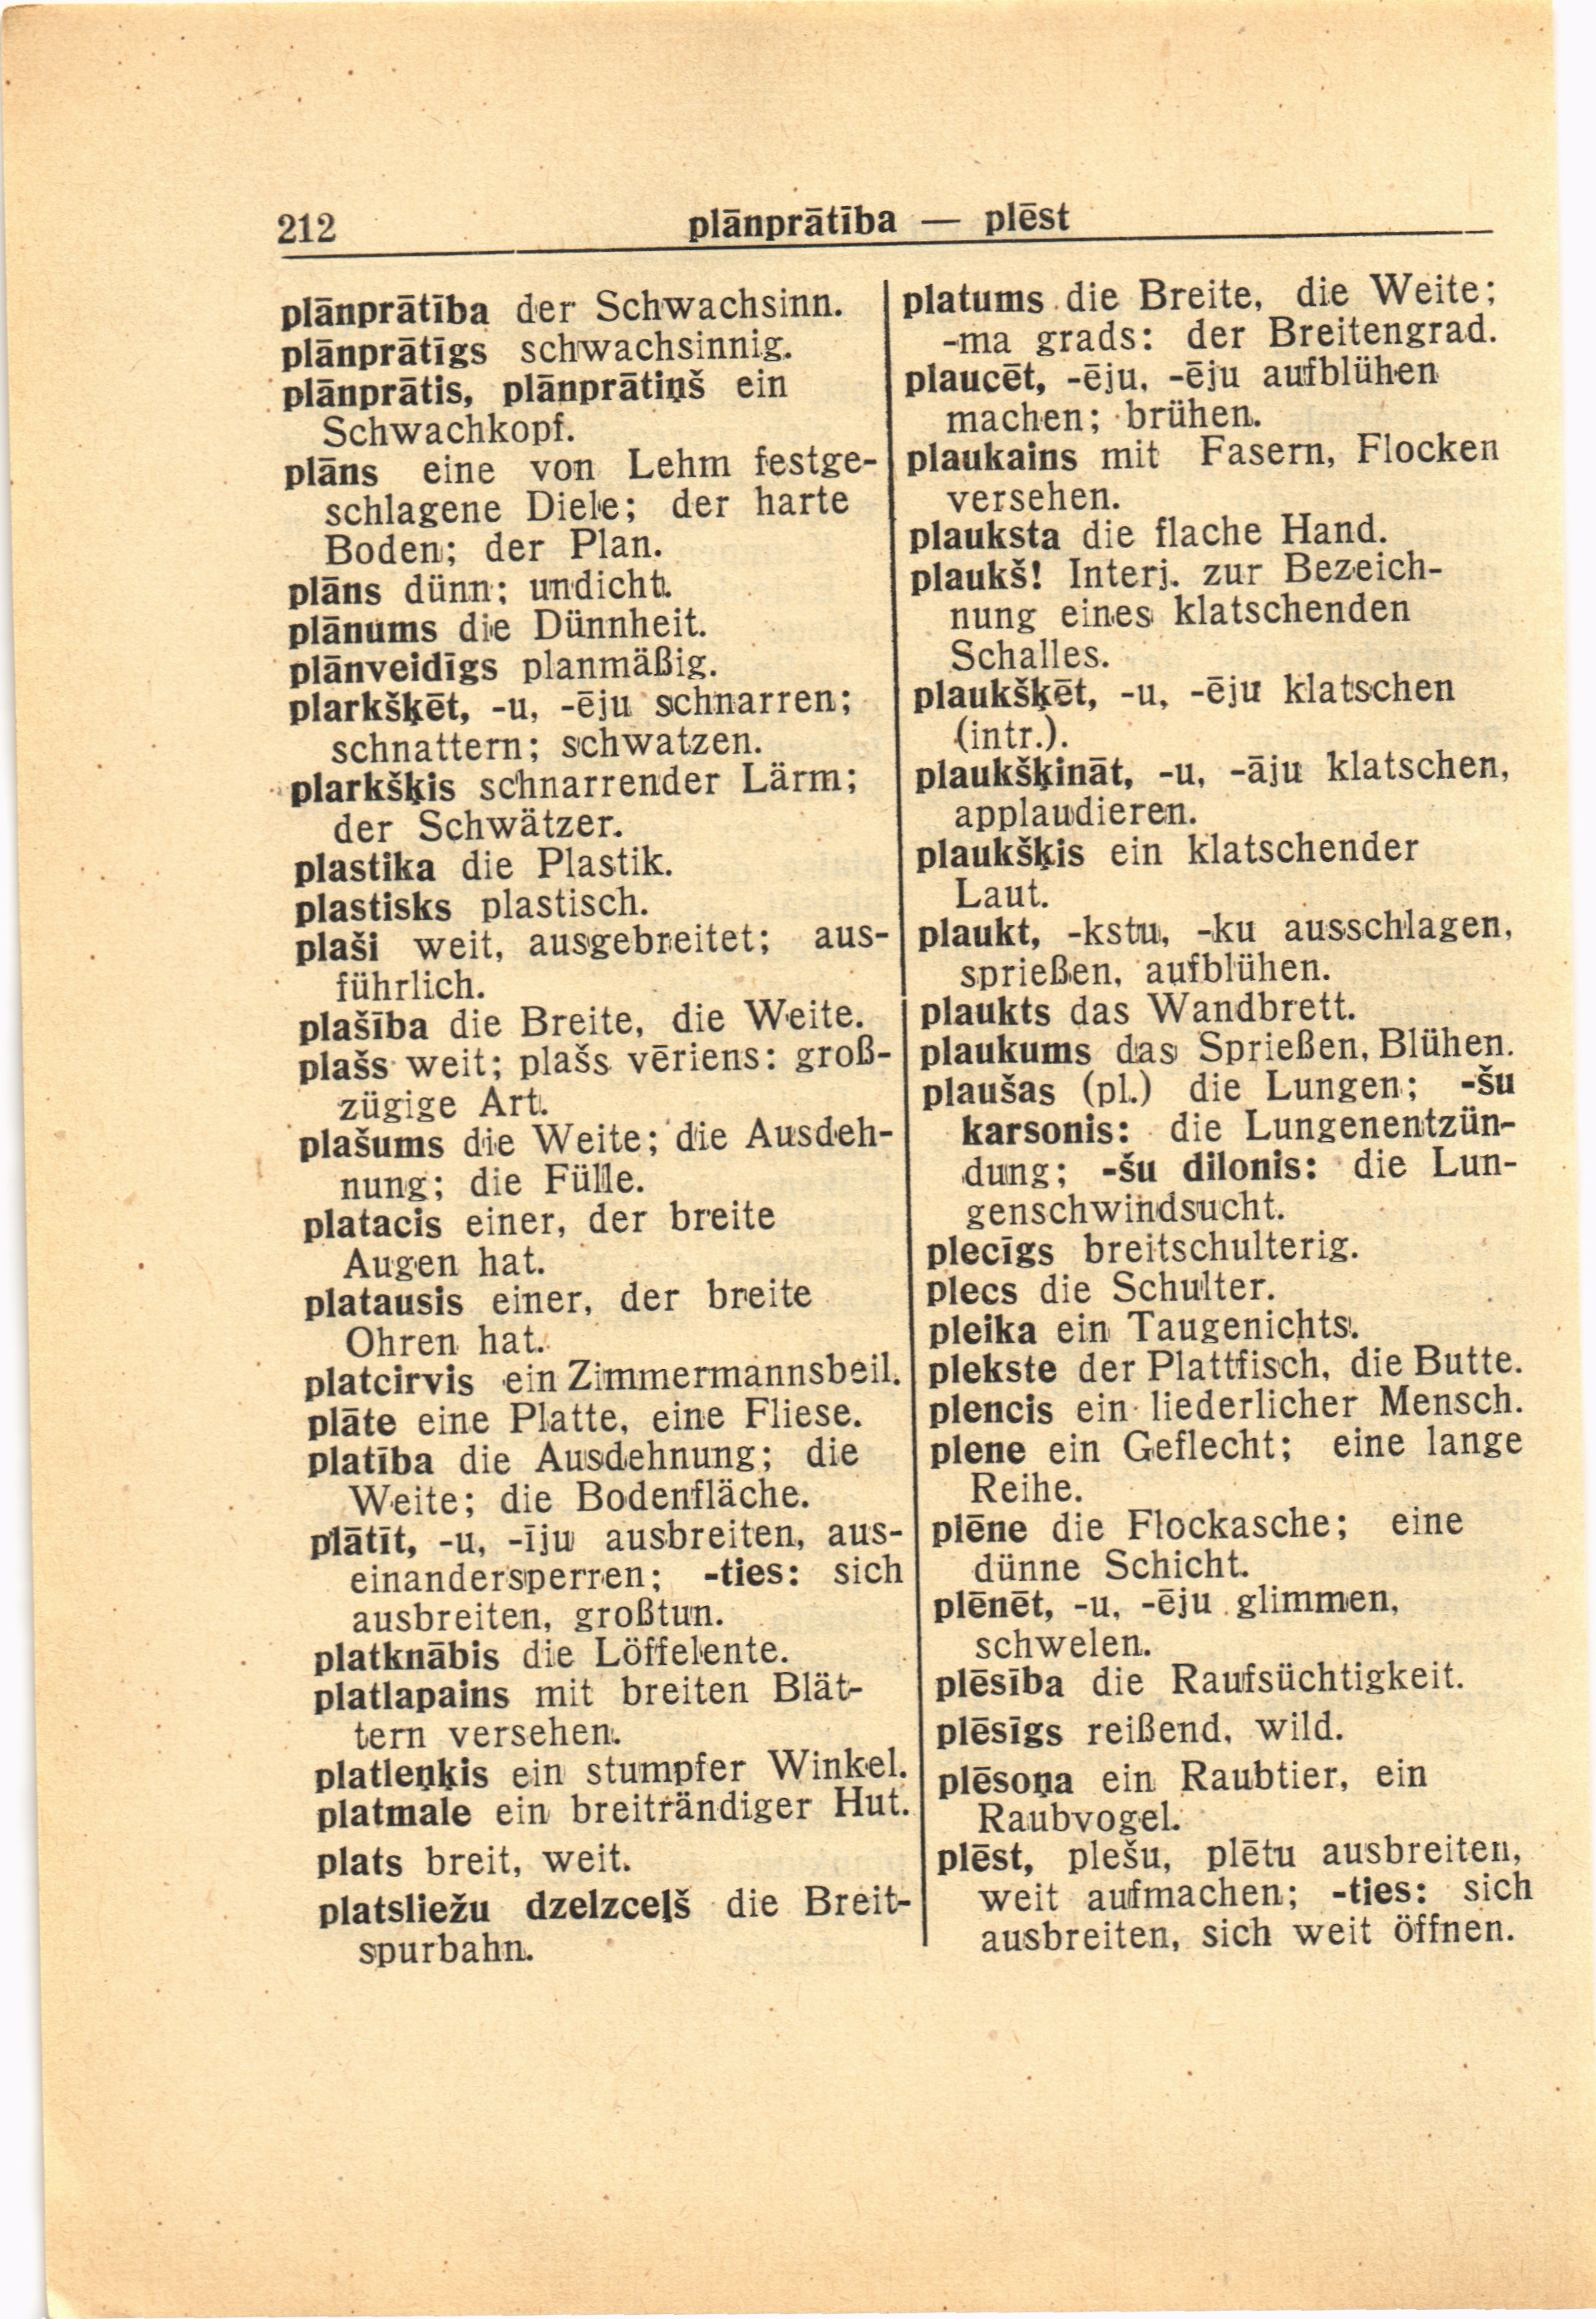 212
plānprātība — plēst
plānprātība der Schwachsinn.
plānprātīgs schwachsinnig.
plānprātis, plānprātiņš ein
Schwachkopf.
plāns eine von Lehm festge-
schlagene Diele; der harte
Boden; der Plan.
plāns dünn; undicht.
plānums die Dünnheit.
plānveidīgs planmäßig.
plarkšķēt, -u, -ēju schnarren;
schnattern; schwatzen.
plarkšķis schnarrender Lärm;
der Schwätzer.
plastika die Plastik.
plastisks plastisch.
plaši weit, ausgebreitet; aus-
führlich.
plašība die Breite, die Weite.
plašs weit; plašs vēriens: groß-
zügige Art.
plašums die Weite; die Ausdeh-
nung; die Fülle.
platacis einer, der breite
Augen hat.
platausis einer, der breite
Ohren hat.
platcirvis ein Zimmermannsbeil.
plāte eine Platte, eine Fliese.
platība die Ausdehnung; die
Weite; die Bodenfläche.
plātīt, -u, -īju ausbreiten, aus-
einandersperren; -ties: sich
ausbreiten, großtun.
platknābis die Löffelente.
platlapains mit breiten Blät-
tern versehen.
platleņķis ein stumpfer Winkel.
platmale ein breiträndiger Hut.
plats breit, weit.
platsliežu dzelzceļš die Breit-
spurbahn.
platums die Breite, die Weite;
-ma grads: der Breitengrad.
plaucēt, -ēju, -ēju aufblühen
machen; brühen.
plaukains mit Fasern, Flocken
versehen.
plauksta die flache Hand.
plaukš! Interj. zur Bezeich-
nung eines klatschenden
Schalles.
plaukšķēt, -u, -ēju klatschen
(intr.).
plaukšķināt, -u, -āju klatschen,
applaudieren.
plaukšķis ein klatschender
Laut.
plaukt, -kstu, -ku ausschlagen,
sprießen, aufblühen.
plaukts das Wandbrett.
plaukums das Sprießen, Blühen.
plaušas (pl.) die Lungen; -šu
karsonis: die Lungenentzün-
dung; -šu dilonis: die Lun-
genschwindsucht.
plecīgs breitschulterig.
plecs die Schulter.
pleika ein Taugenichts.
plekste der Plattfisch, die Butte.
plencis ein liederlicher Mensch.
plene ein Geflecht; eine lange
Reihe.
plēne die Flockasche; eine
dünne Schicht.
plēnēt, -u, -ēju glimmen,
schwelen.
plēsība die Raufsüchtigkeit.
plēsīgs reißend, wild.
plēsoņa ein Raubtier, ein
Raubvogel.
plēst, plešu, plētu ausbreiten,
weit aufmachen; -ties: sich
ausbreiten, sich weit öffnen.